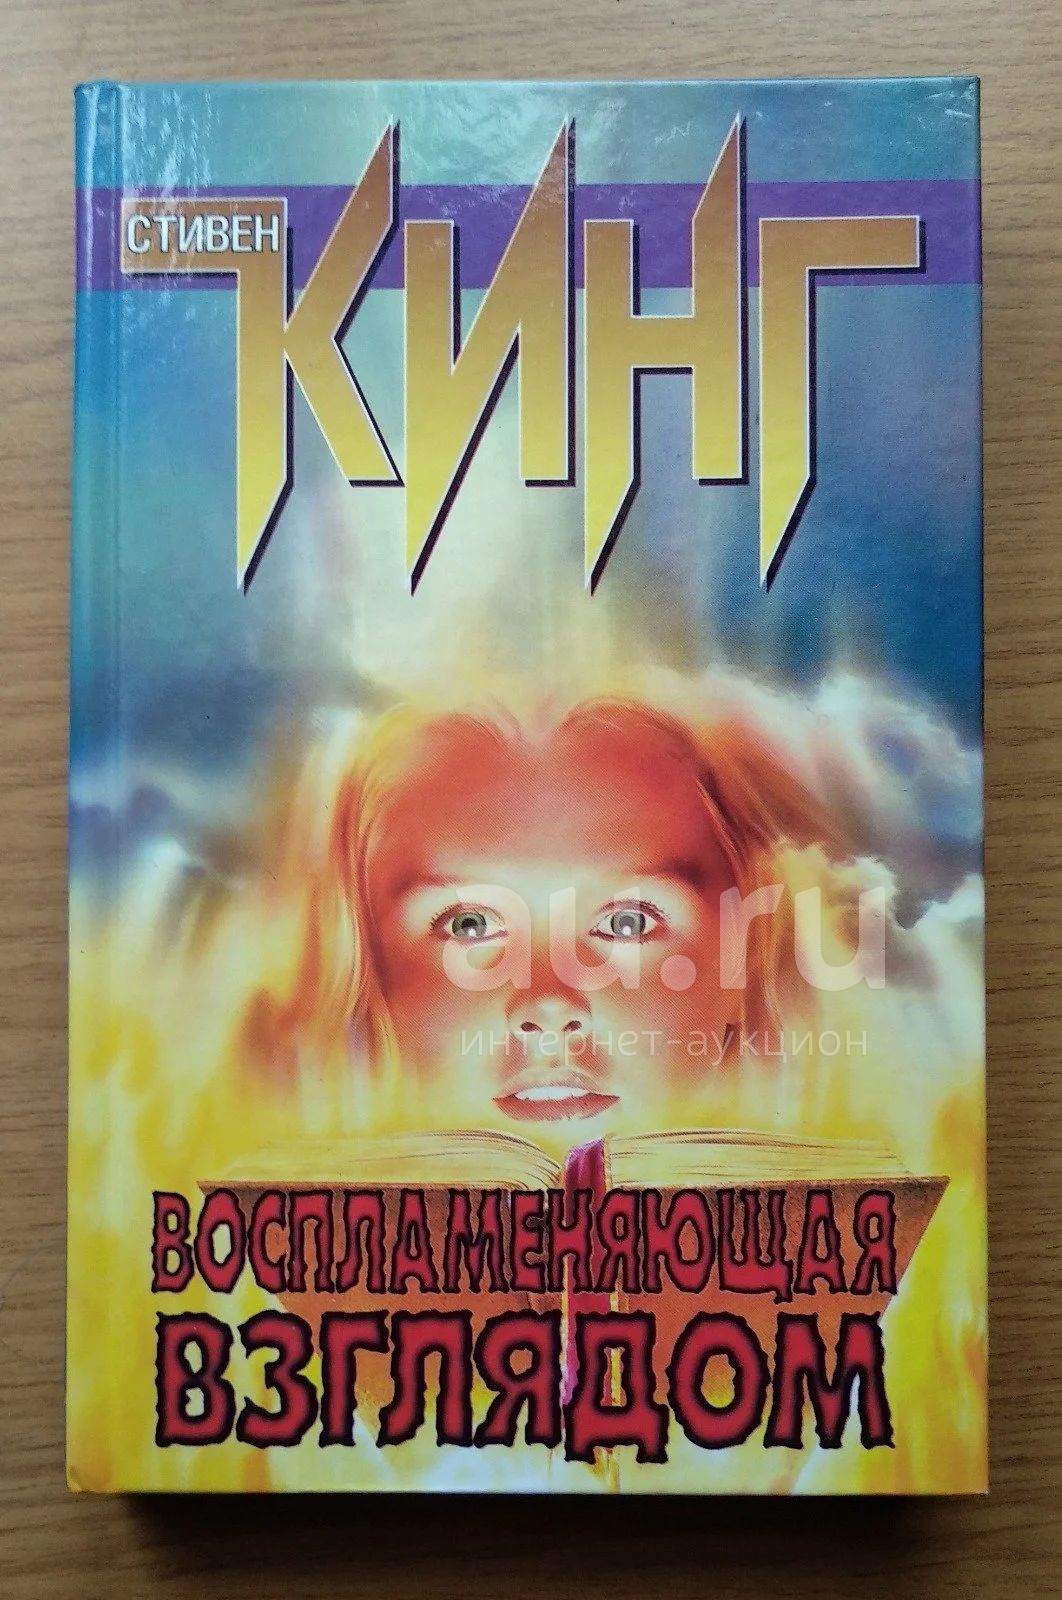 СТИВЕН
КИНГ
au.ru
интернет-аукцион
ВОСПЛАМЕНЯЮЩАЯ
ВЗГЛЯДОМ